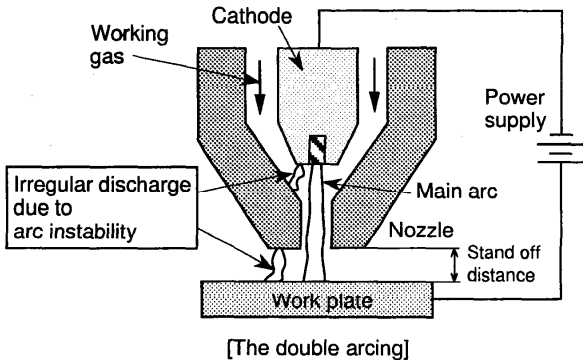 Cathode
Working
gas
Power
supply
Irregular discharge
due to
arc instability
Main arc
Nozzle
Stand off
distance
Work plate
[The double arcing]